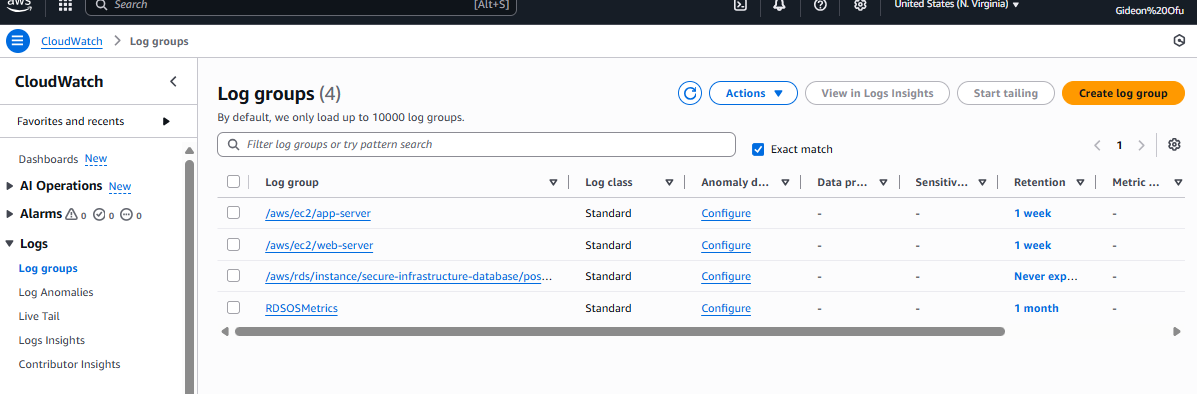 aws Search [Alt+S] United States (N. Virginia) Gideon%20Ofu
CloudWatch Log groups
CloudWatch
Favorites and recents
Dashboards New
AI Operations New
Alarms 0 0 0
Logs
Log groups
Log Anomalies
Live Tail
Logs Insights
Contributor Insights
Log groups (4) Actions View in Logs Insights Start tailing Create log group
By default, we only load up to 10000 log groups.
Filter log groups or try pattern search Exact match 1
Log group Log class Anomaly d... Data pr... Sensitiv... Retention Metric ...
/aws/ec2/app-server Standard Configure - - 1 week -
/aws/ec2/web-server Standard Configure - - 1 week -
/aws/rds/instance/secure-infrastructure-database/pos... Standard Configure - - Never exp... -
RDSOSMetrics Standard Configure - - 1 month -